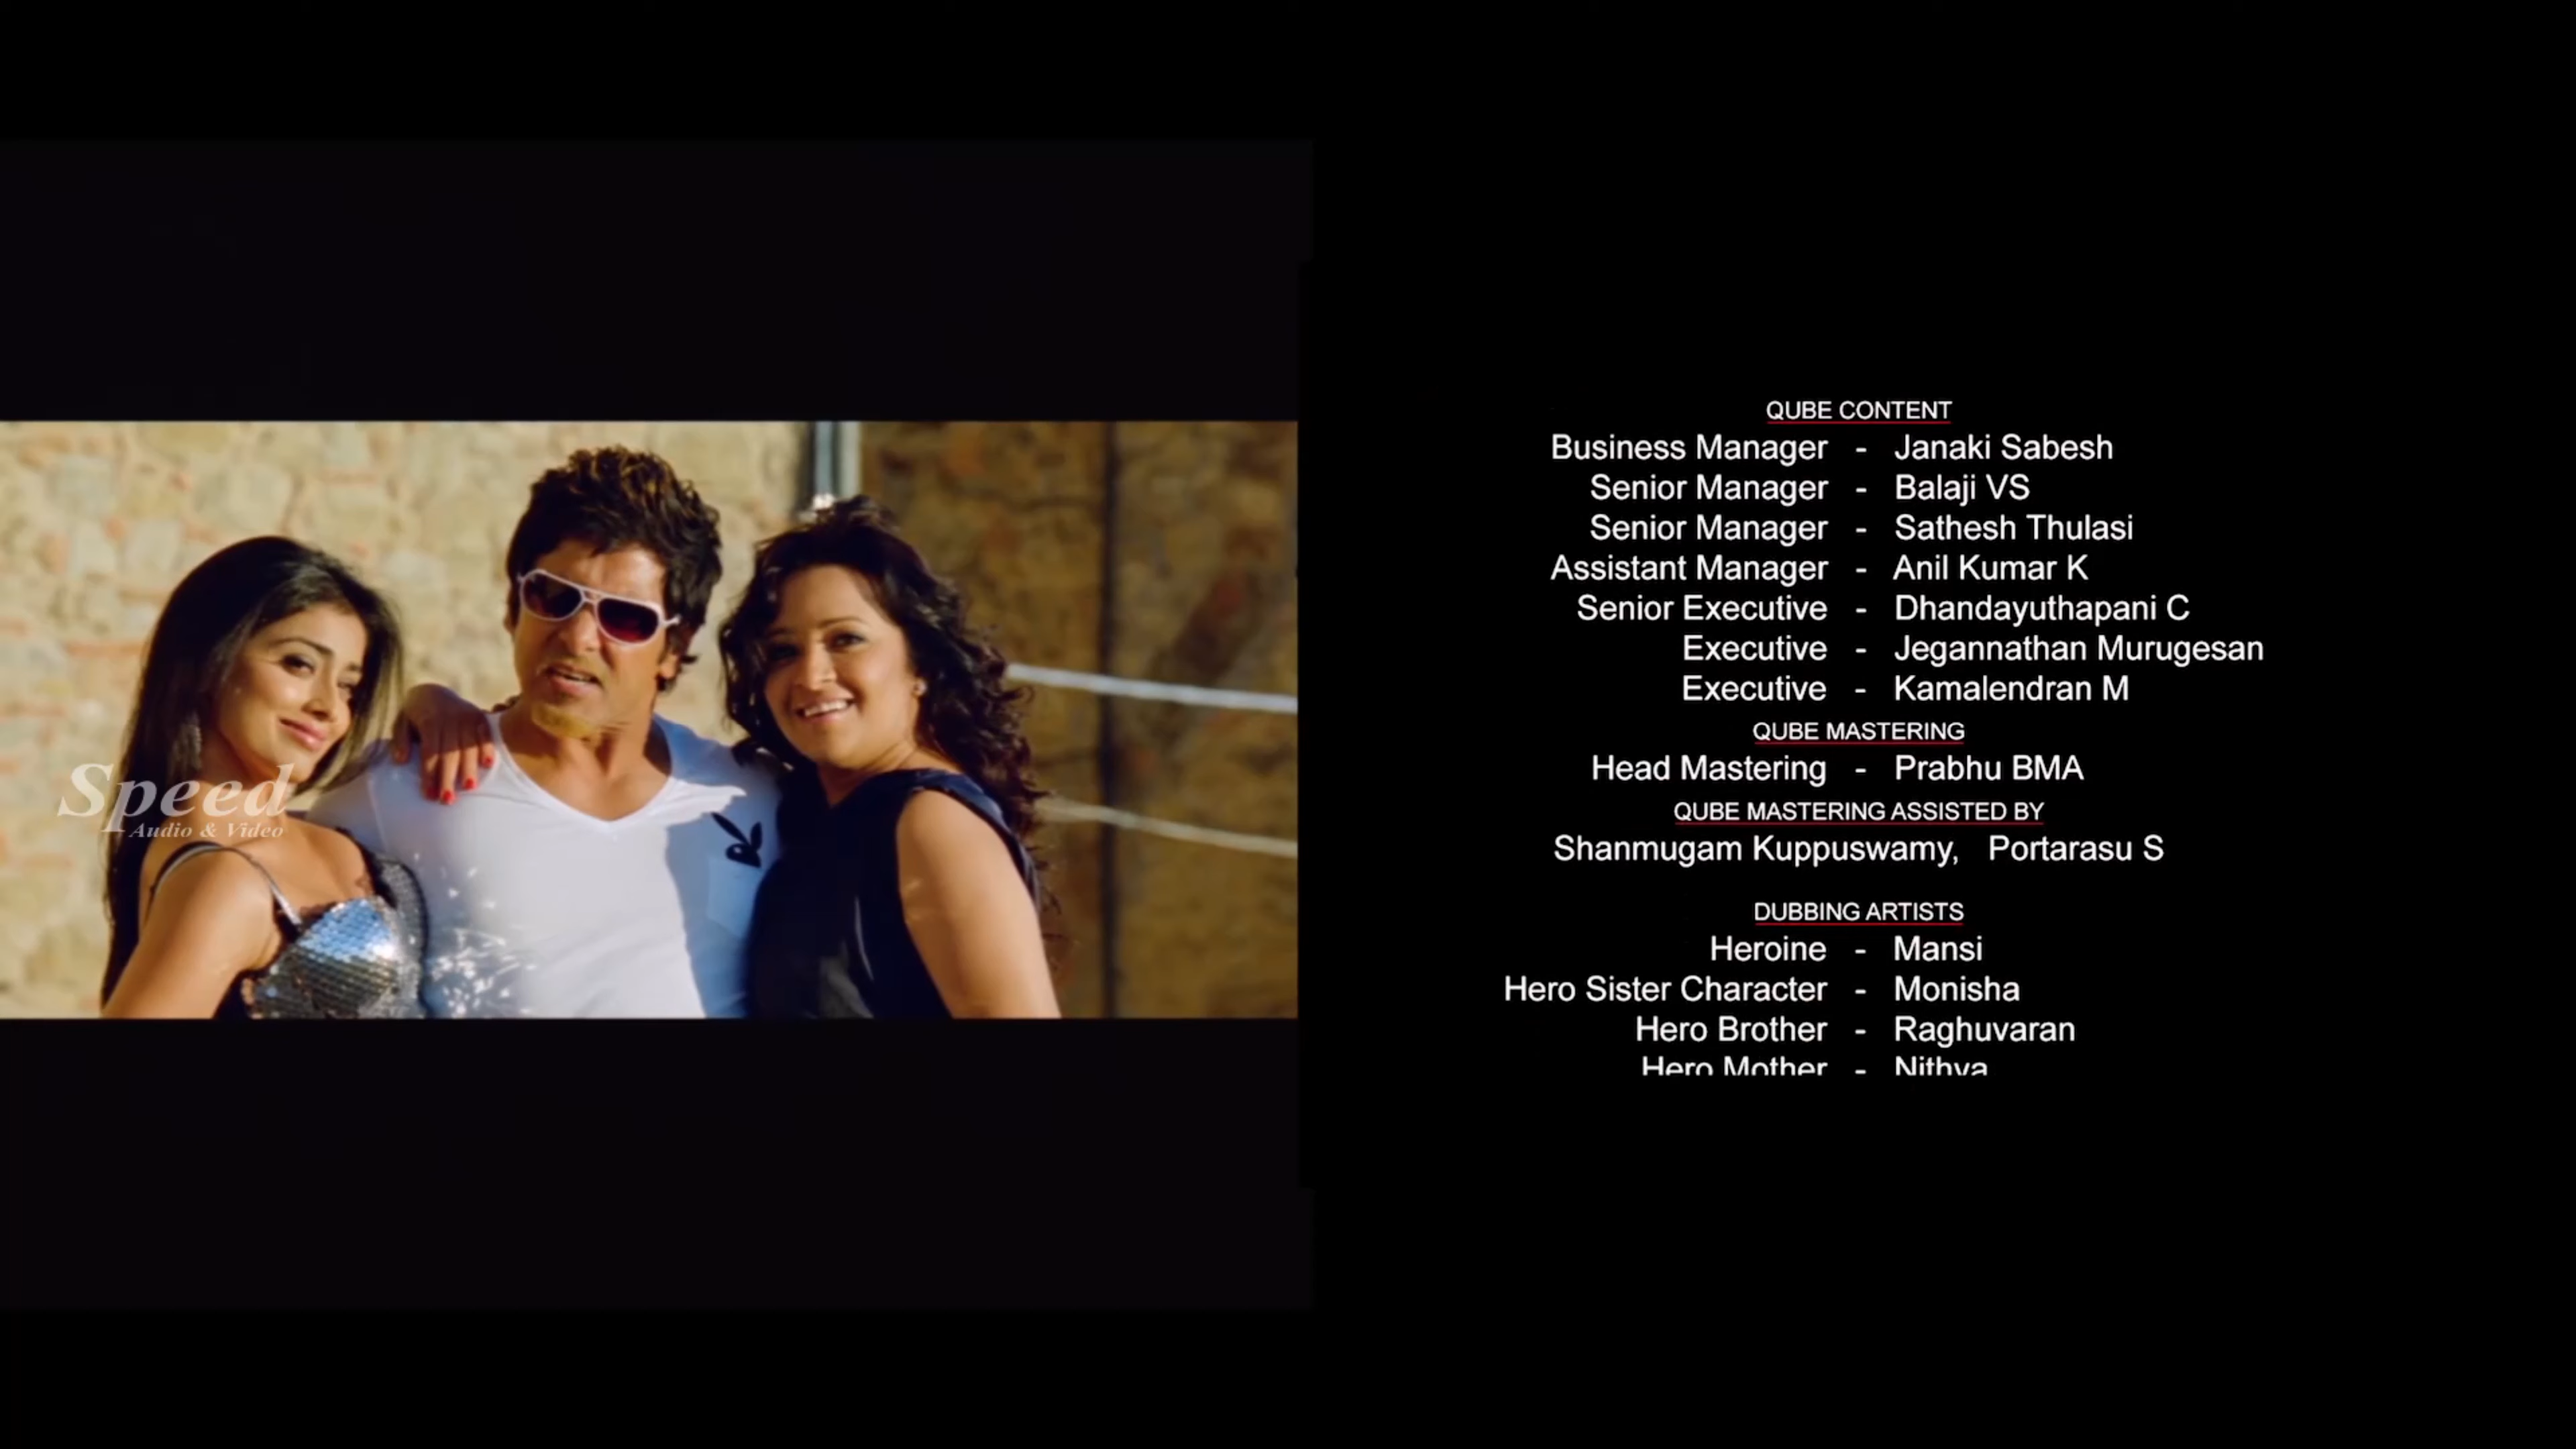 Speed
Audio & Video
QUBE CONTENT
Business Manager - Janaki Sabesh
Senior Manager - Balaji VS
Senior Manager - Sathesh Thulasi
Assistant Manager - Anil Kumar K
Senior Executive - Dhandayuthapani C
Executive - Jegannathan Murugesan
Executive - Kamalendran M
QUBE MASTERING
Head Mastering - Prabhu BMA
QUBE MASTERING ASSISTED BY
Shanmugam Kuppuswamy, Portarasu S
DUBBING ARTISTS
Heroine - Mansi
Hero Sister Character - Monisha
Hero Brother - Raghuvaran
Hero Mother - Nithya